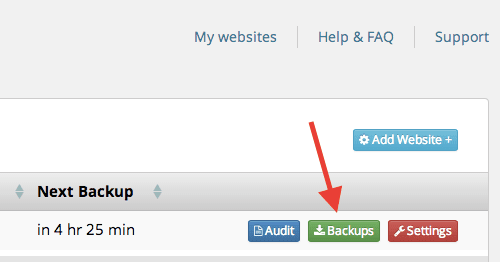 My websites Help & FAQ Support
Add Website +
Next Backup
in 4 hr 25 min Audit Backups Settings